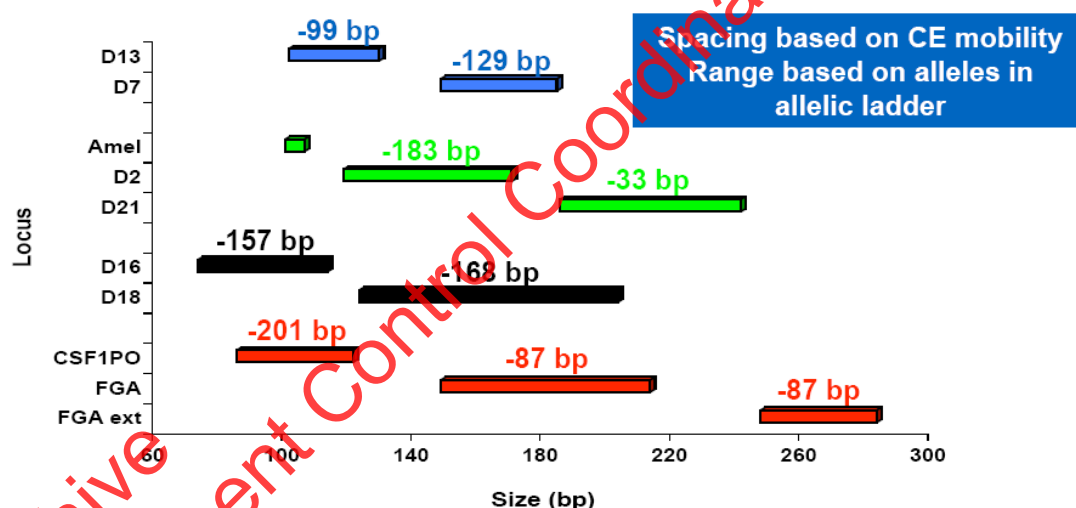 Spacing based on CE mobility
Range based on alleles in
allelic ladder
Locus
D13
-99 bp
D7
-129 bp
Amel
D2
-183 bp
D21
-33 bp
D16
-157 bp
D18
-168 bp
CSF1PO
-201 bp
FGA
-87 bp
FGA ext
-87 bp
60 100 140 180 220 260 300
Size (bp)
Control